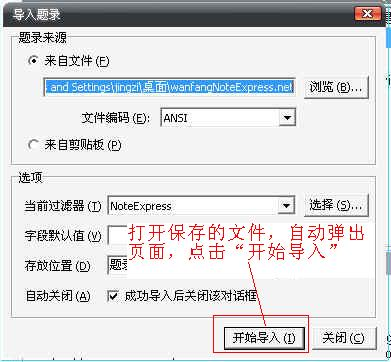 导入题录
题录来源
来自文件(F)
and Settings\jingzi\桌面\wanfangNoteExpress.net
浏览(B)...
文件编码(E): ANSI
来自剪贴板(P)
选项
当前过滤器(T) NoteExpress 选择(S)...
字段默认值(V)
打开保存的文件，自动弹出
页面，点击“开始导入”
存放位置(D) 题
自动关闭(A) 成功导入后关闭该对话框
开始导入(I) 关闭(C)